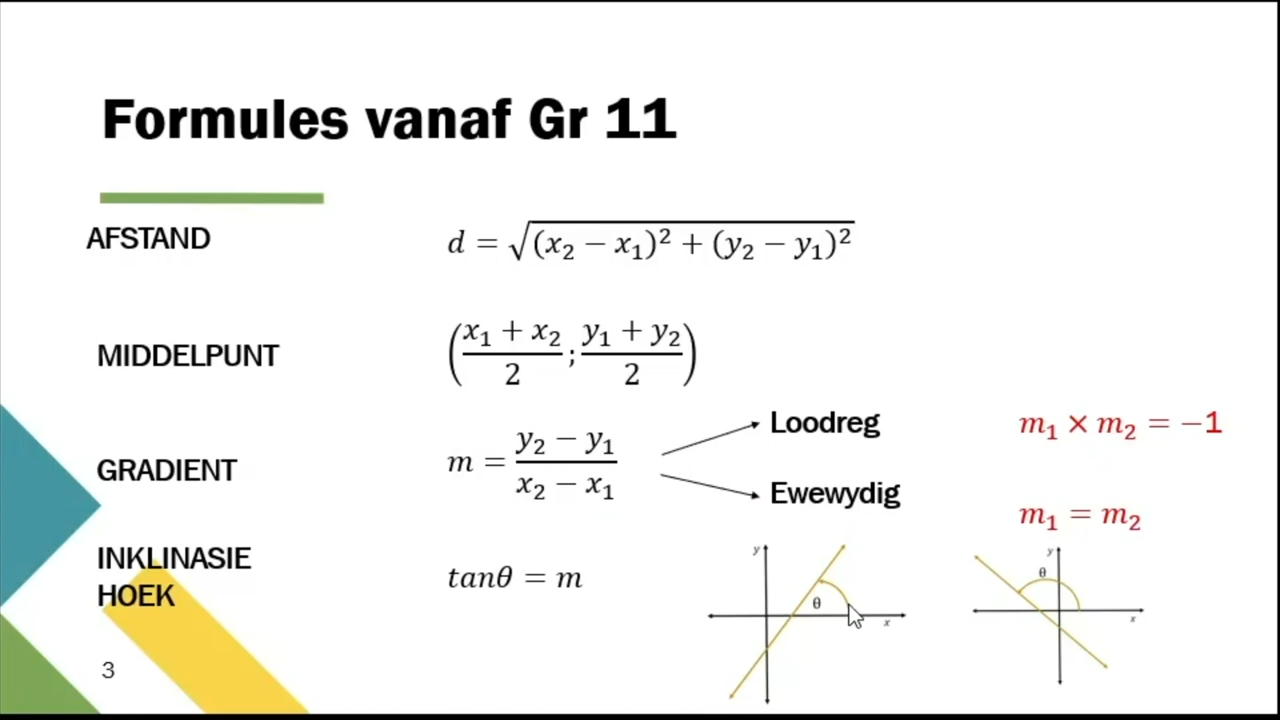 Formules vanaf Gr 11
AFSTAND
d = √(x₂ − x₁)² + (y₂ − y₁)²
MIDDELPUNT
(x₁ + x₂ / 2 ; y₁ + y₂ / 2)
GRADIENT
m = y₂ − y₁ / x₂ − x₁
Loodreg
m₁ × m₂ = −1
Ewewydig
m₁ = m₂
INKLINASIE
HOEK
tanθ = m
y
θ
x
y
θ
x
3